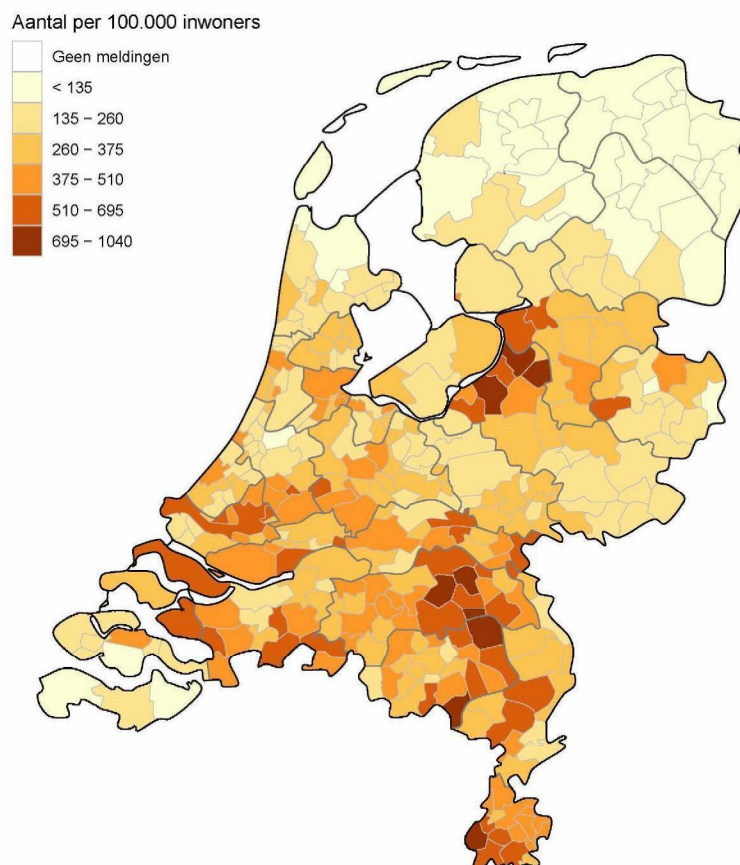 Aantal per 100.000 inwoners
Geen meldingen
< 135
135 − 260
260 − 375
375 − 510
510 − 695
695 − 1040